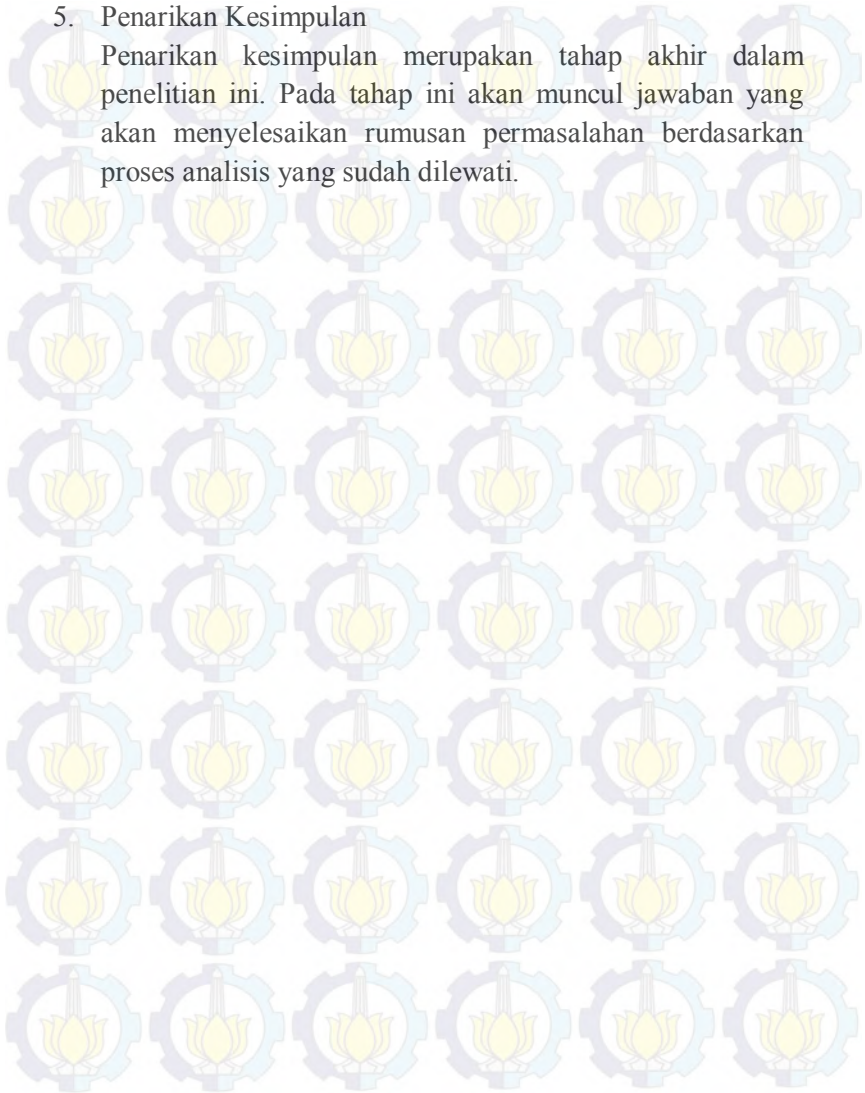 5. Penarikan Kesimpulan
Penarikan kesimpulan merupakan tahap akhir dalam
penelitian ini. Pada tahap ini akan muncul jawaban yang
akan menyelesaikan rumusan permasalahan berdasarkan
proses analisis yang sudah dilewati.